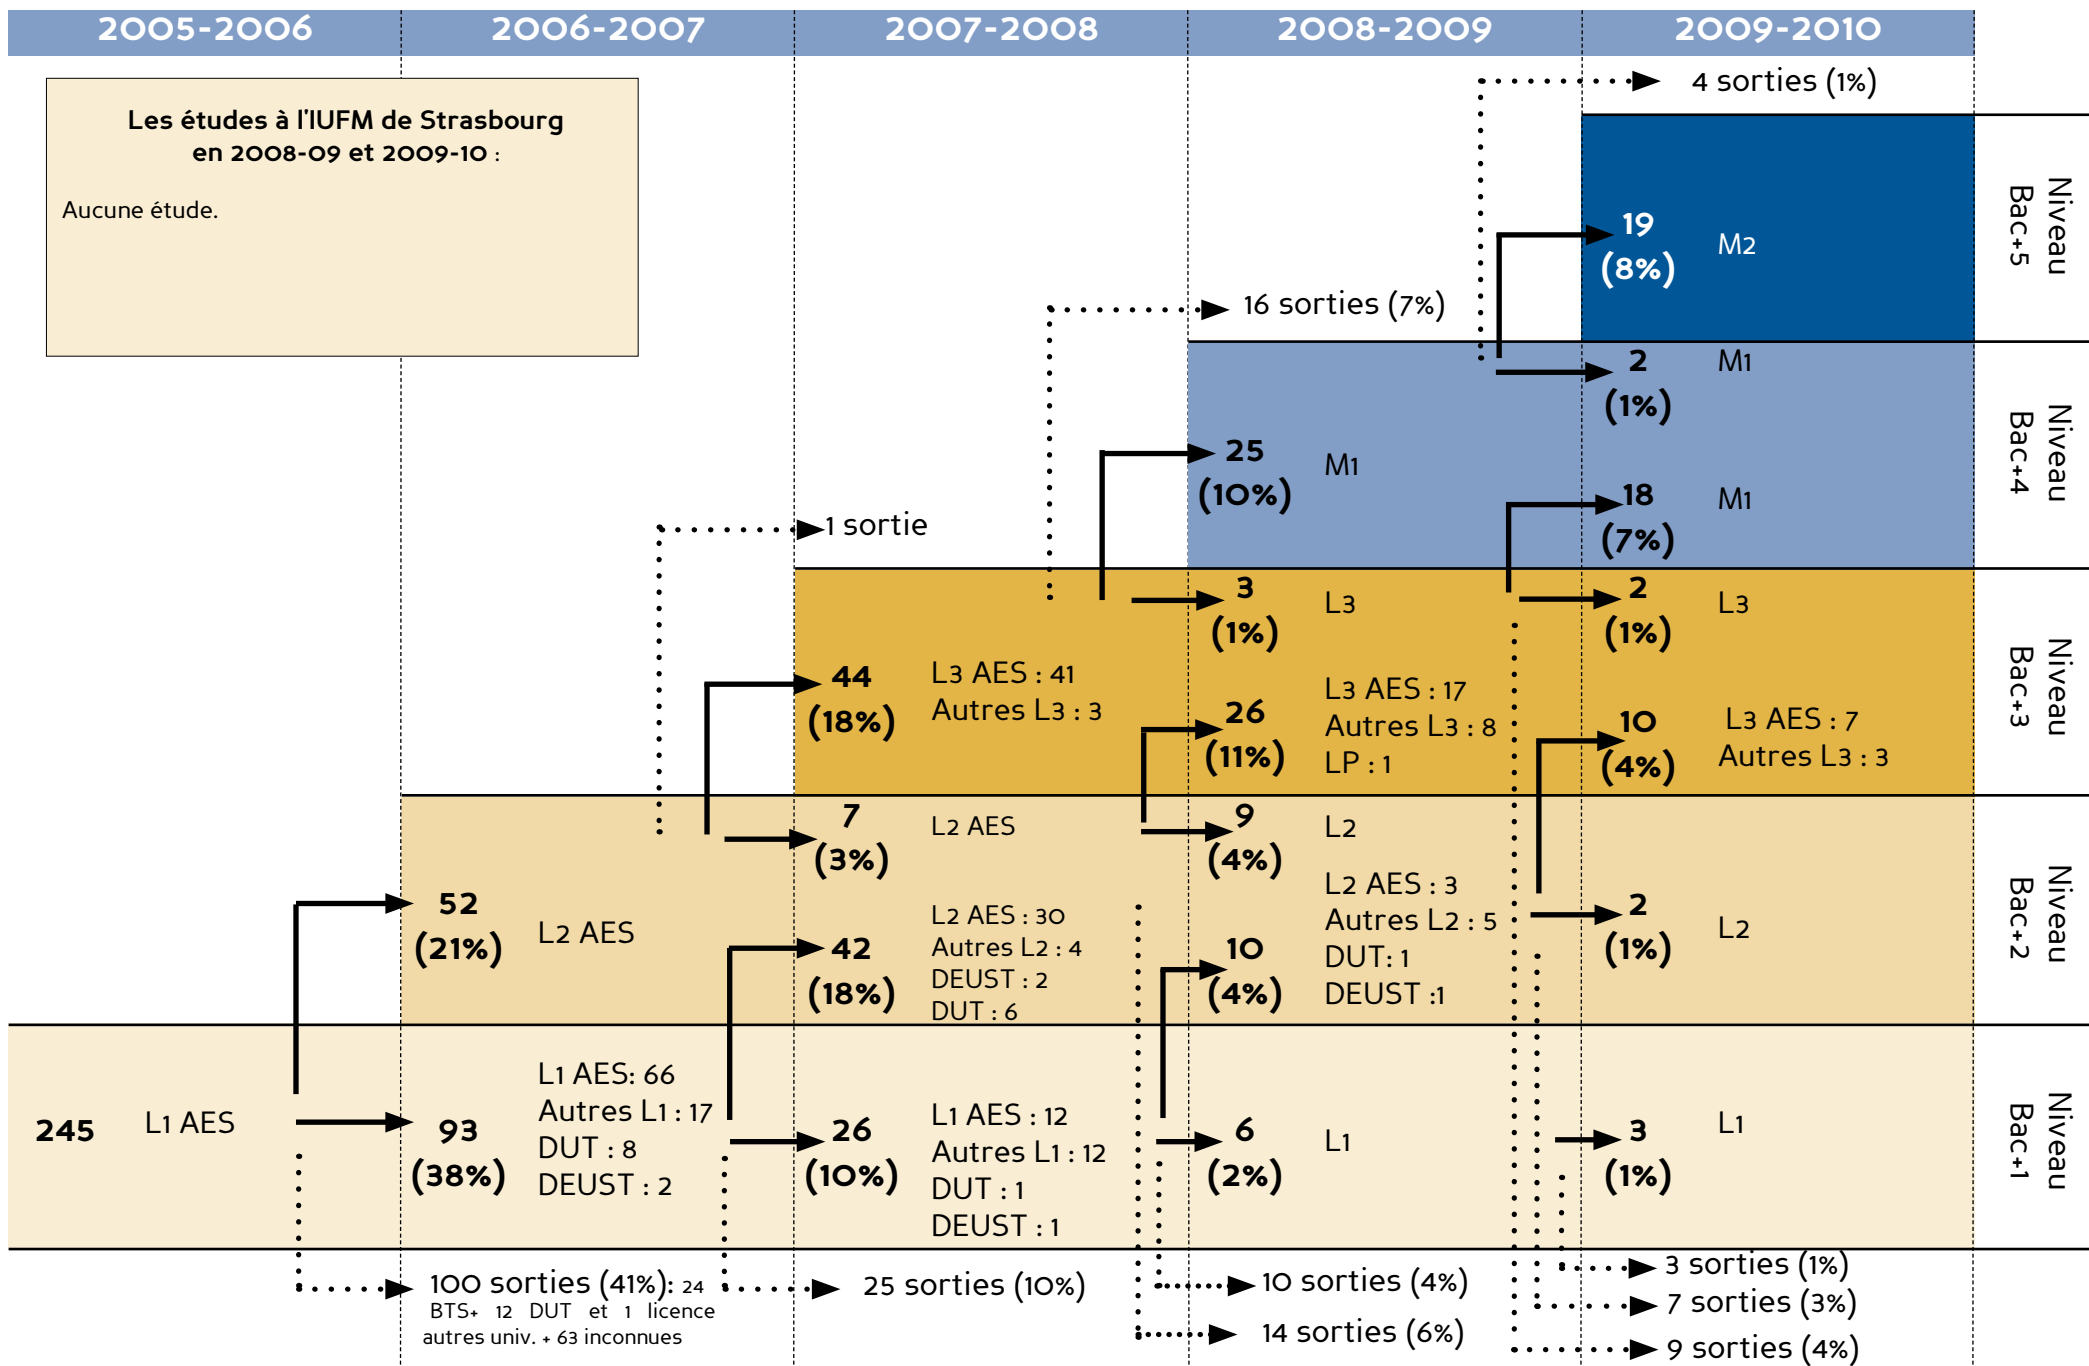 2005-2006
2006-2007
2007-2008
2008-2009
2009-2010
Les études à l'IUFM de Strasbourg
en 2008-09 et 2009-10 :
Aucune étude.
4 sorties (1%)
19
(8%)
M2
Niveau
Bac+5
16 sorties (7%)
2
(1%)
M1
25
(10%)
M1
18
(7%)
M1
Niveau
Bac+4
1 sortie
44
(18%)
L3 AES : 41
Autres L3 : 3
3
(1%)
L3
26
(11%)
L3 AES : 17
Autres L3 : 8
LP : 1
2
(1%)
L3
10
(4%)
L3 AES : 7
Autres L3 : 3
Niveau
Bac+3
52
(21%)
L2 AES
7
(3%)
L2 AES
42
(18%)
L2 AES : 30
Autres L2 : 4
DEUST : 2
DUT : 6
9
(4%)
L2
10
(4%)
L2 AES : 3
Autres L2 : 5
DUT: 1
DEUST :1
2
(1%)
L2
Niveau
Bac+2
245
L1 AES
93
(38%)
L1 AES: 66
Autres L1 : 17
DUT : 8
DEUST : 2
26
(10%)
L1 AES : 12
Autres L1 : 12
DUT : 1
DEUST : 1
6
(2%)
L1
3
(1%)
L1
Niveau
Bac+1
100 sorties (41%): 24
BTS+ 12 DUT et 1 licence
autres univ. + 63 inconnues
25 sorties (10%)
10 sorties (4%)
14 sorties (6%)
3 sorties (1%)
7 sorties (3%)
9 sorties (4%)